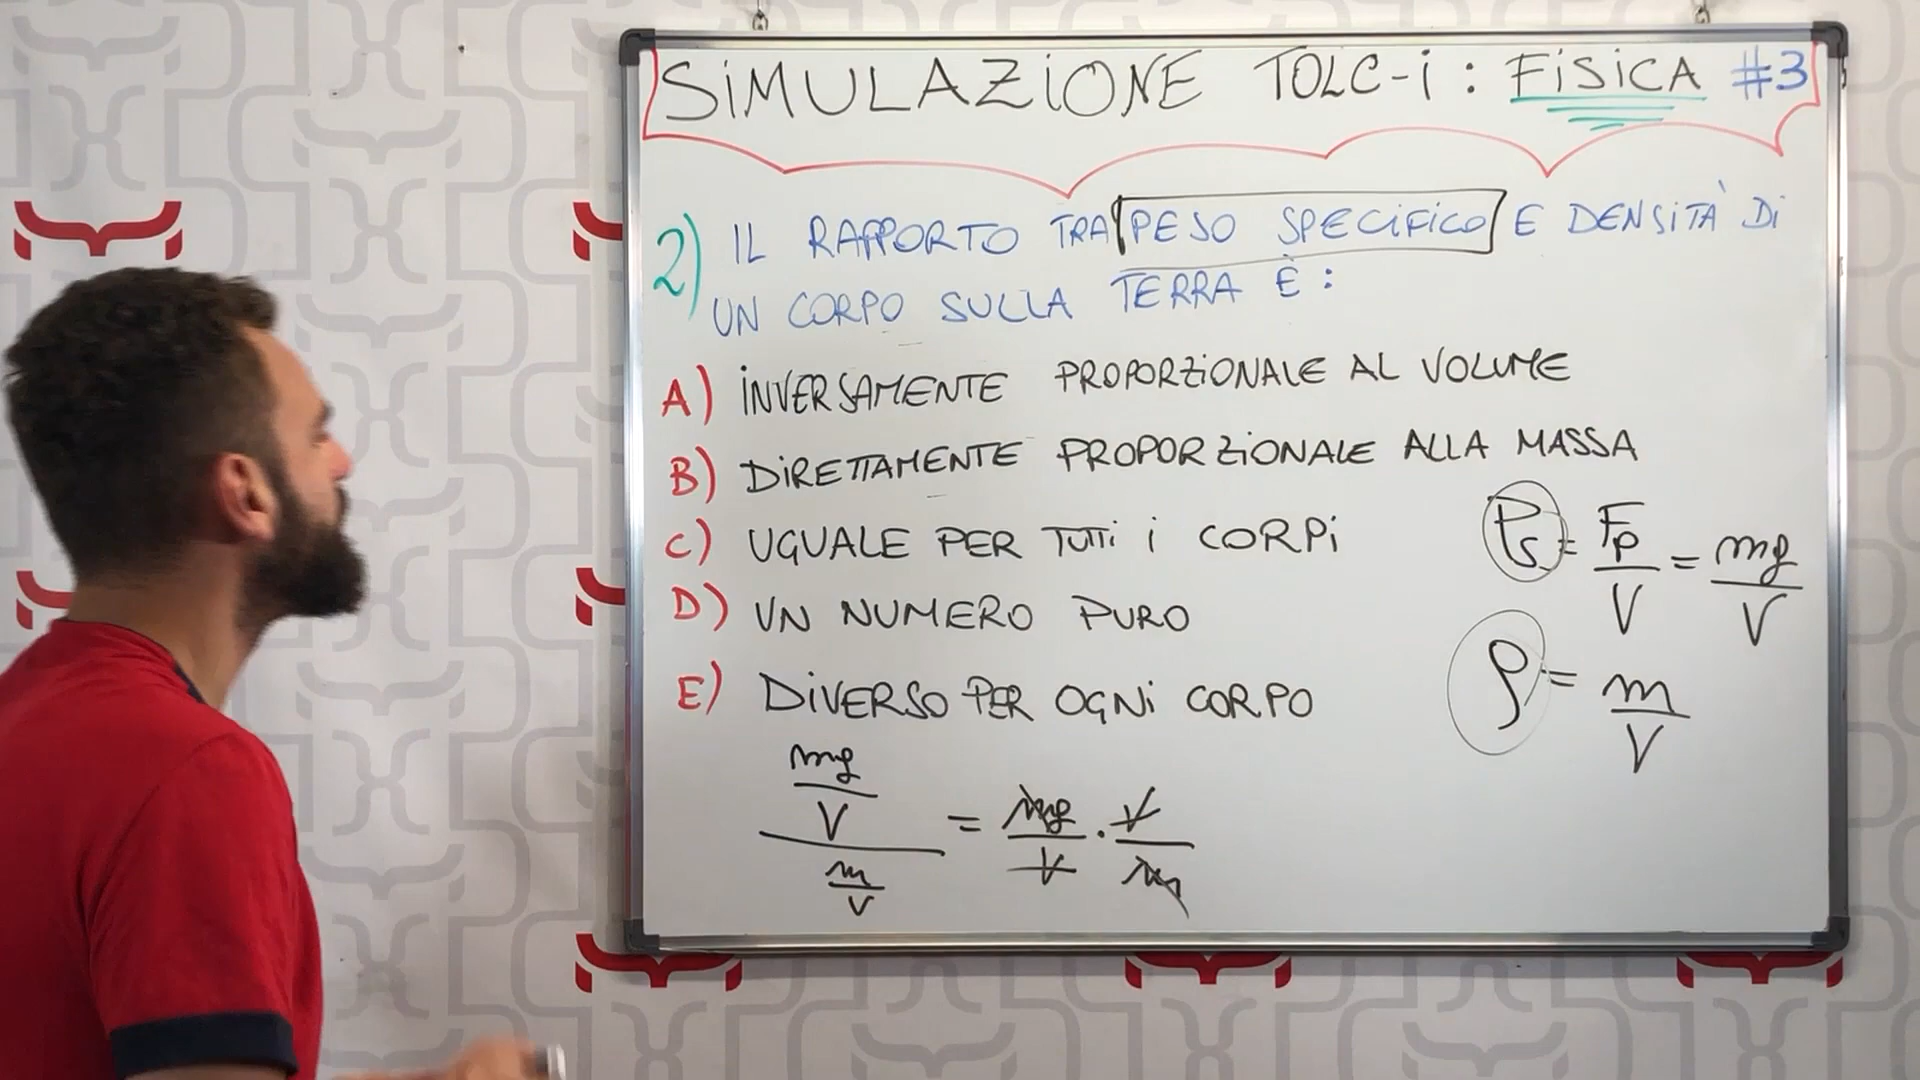 SIMULAZIONE TOLC-I : FISICA #3
2) IL RAPPORTO TRA PESO SPECIFICO E DENSITÀ DI
UN CORPO SULLA TERRA È :
A) INVERSAMENTE PROPORZIONALE AL VOLUME
B) DIRETTAMENTE PROPORZIONALE ALLA MASSA
C) UGUALE PER TUTTI I CORPI
D) UN NUMERO PURO
E) DIVERSO PER OGNI CORPO
Ps = Fp/V = mg/V
ρ = m/V
mg/V / m/V = mg/V · V/m